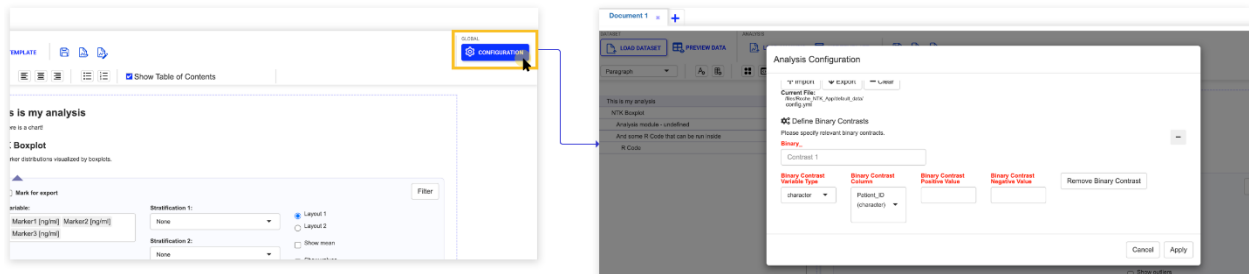 GLOBAL
TEMPLATE
CONFIGURATION
Show Table of Contents
s is my analysis
ere is a chart!
Boxplot
rker distributions visualized by boxplots.
Mark for export
Filter
ariable:
Marker1 [ng/ml] Marker2 [ng/ml]
Marker3 [ng/ml]
Stratification 1:
None
Stratification 2:
None
Layout 1
Layout 2
Show mean
Document 1
+
LOAD DATASET
PREVIEW DATA
Paragraph
This is my analysis
NTK Boxplot
Analysis module - undefined
And some R Code that can be run inside
R Code
Analysis Configuration
Import
Export
Clear
Current File:
config.yml
Define Binary Contrasts
Please specify relevant binary contracts.
Binary_
Contrast 1
Binary Contrast
Variable Type
character
Binary Contrast
Column
Patient_ID
(character)
Binary Contrast
Positive Value
Binary Contrast
Negative Value
Remove Binary Contrast
Cancel
Apply
Show outliers